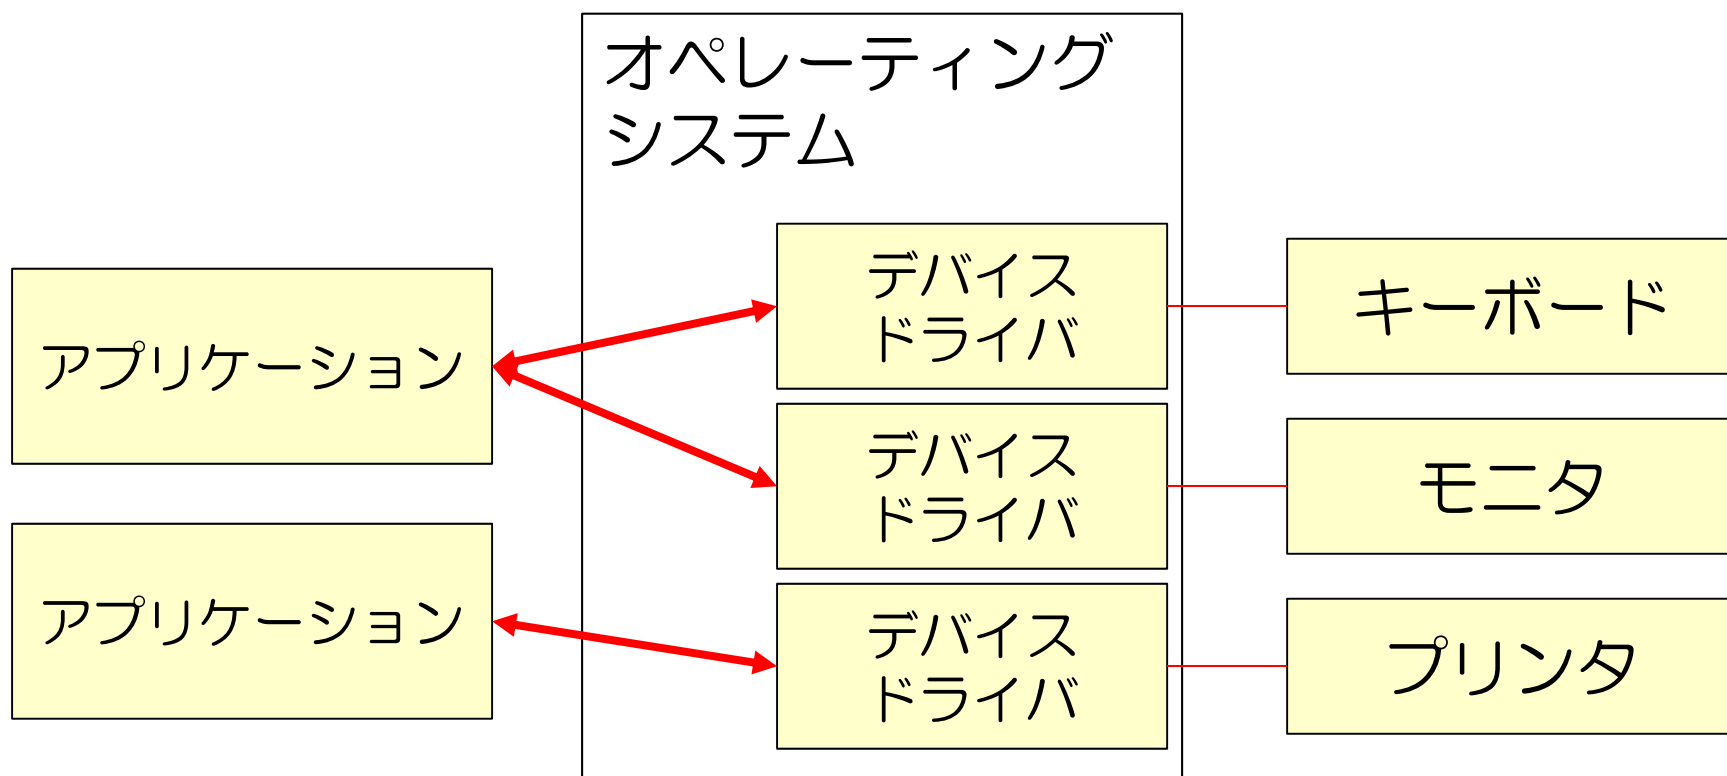 オペレーティング
システム
アプリケーション
アプリケーション
デバイス
ドライバ
デバイス
ドライバ
デバイス
ドライバ
キーボード
モニタ
プリンタ